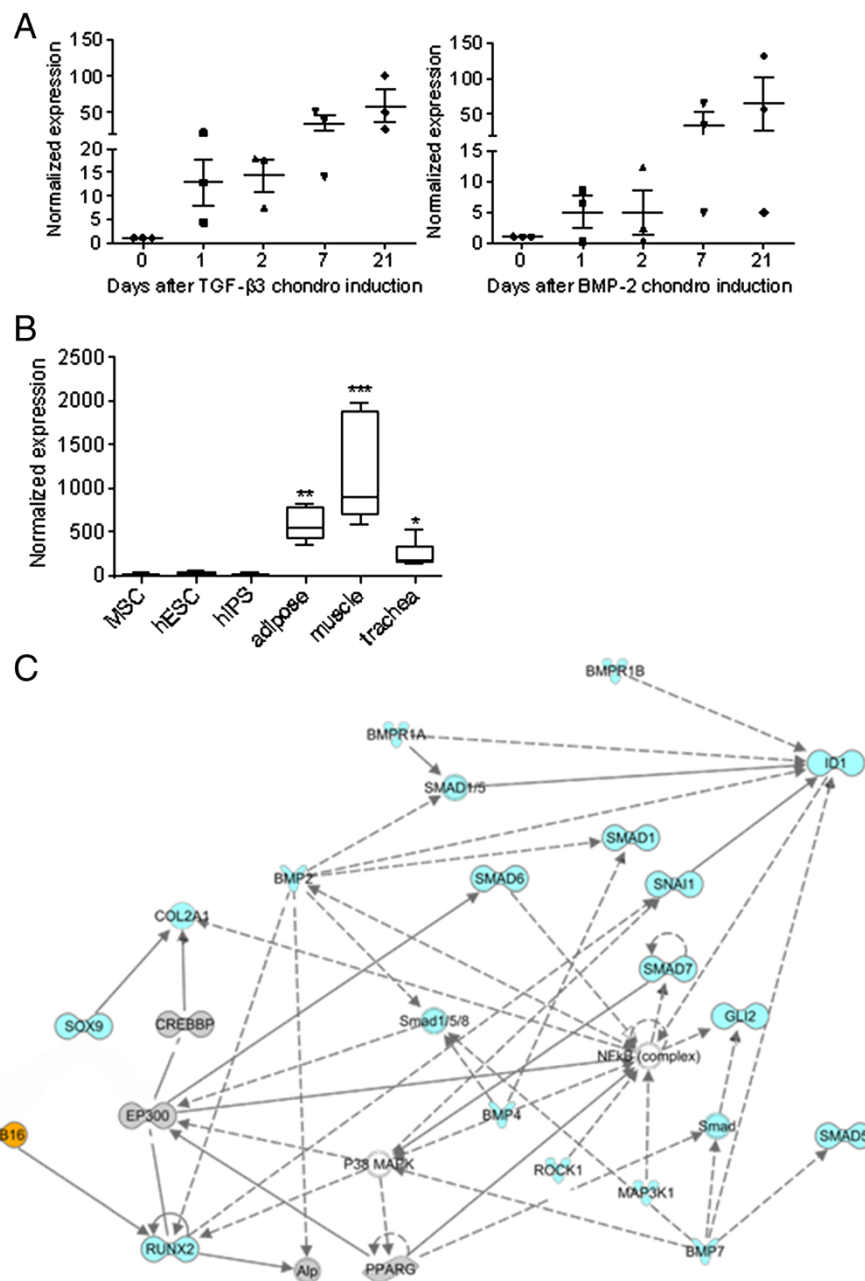 A
Normalized expression
150
100
50
20
15
10
5
0
0 1 2 7 21
Days after TGF-β3 chondro induction
Normalized expression
150
100
50
15
10
5
0
0 1 2 7 21
Days after BMP-2 chondro induction
B
Normalized expression
2500
2000
1500
1000
500
0
** *** *
MSC hESC hIPS adipose muscle trachea
C
BMPR1B
BMPR1A
ID1
SMAD1/5
SMAD1
BMP2
SMAD6
SNAI1
COL2A1
SMAD7
SOX9
CREBBP
Smad1/5/8
GLI2
NFkB (complex)
EP300
BMP4
Smad
B16
SMAD5
P38 MAPK
ROCK1
MAP3K1
RUNX2
BMP7
Alp
PPARG